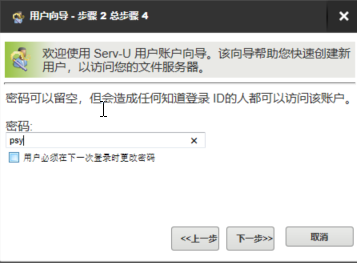 用户向导 - 步骤 2 总步骤 4
欢迎使用 Serv-U 用户账户向导。该向导帮助您快速创建新
用户，以访问您的文件服务器。
密码可以留空，但会造成任何知道登录 ID的人都可以访问该账户。
密码:
psy
用户必须在下一次登录时更改密码
<<上一步
下一步>>
取消